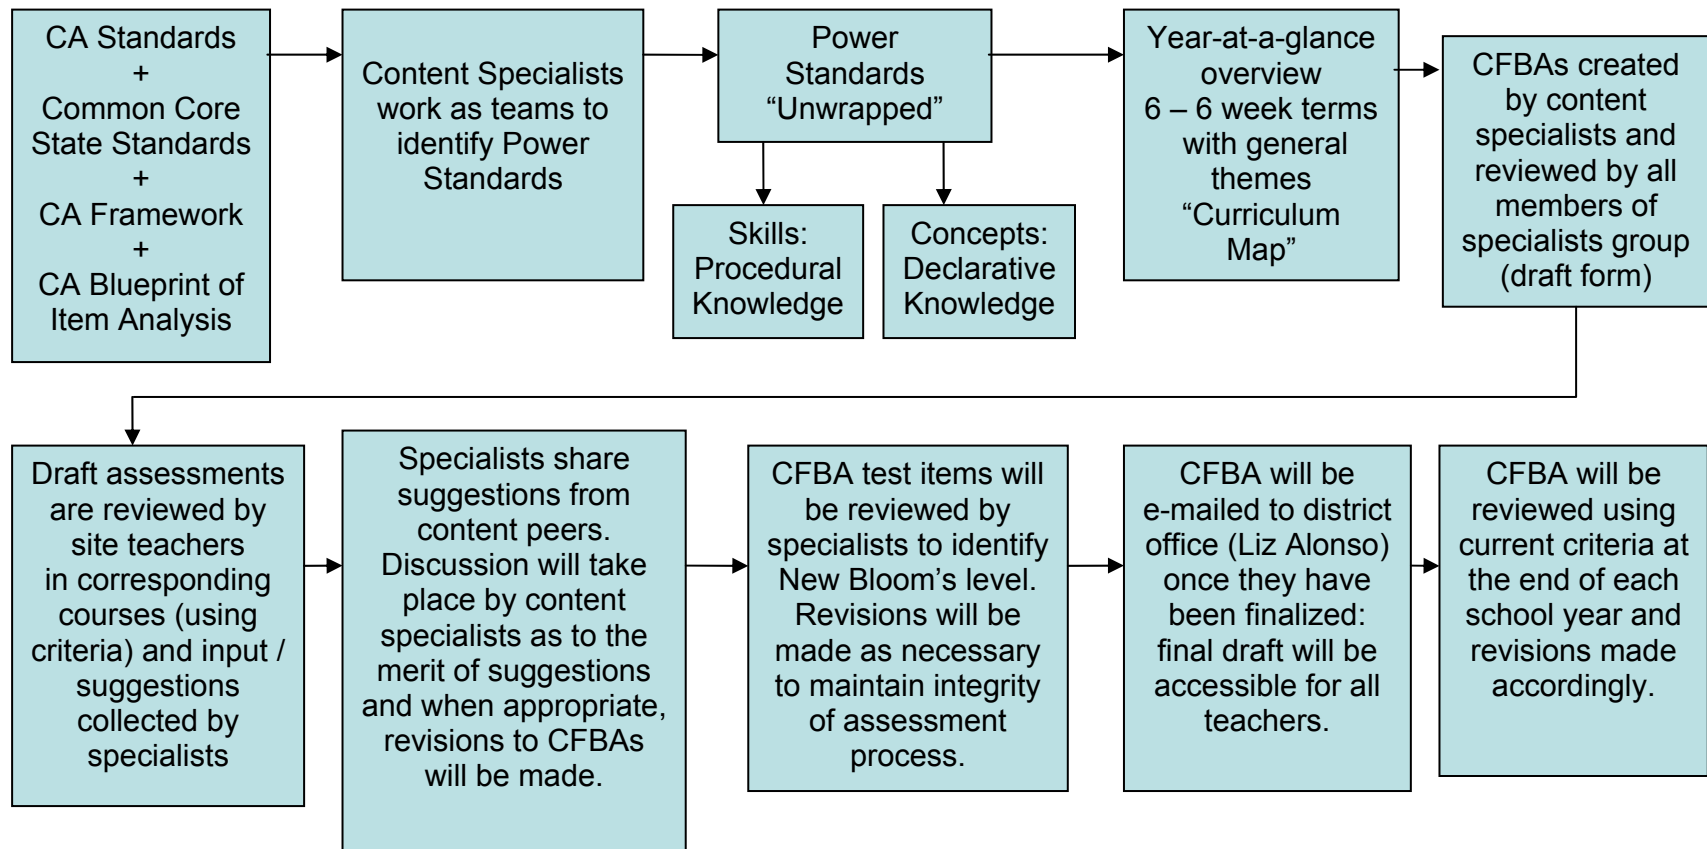 CA Standards
+
Common Core
State Standards
+
CA Framework
+
CA Blueprint of
Item Analysis
Content Specialists
work as teams to
identify Power
Standards
Power
Standards
“Unwrapped”
Skills:
Procedural
Knowledge
Concepts:
Declarative
Knowledge
Year-at-a-glance
overview
6 – 6 week terms
with general
themes
“Curriculum
Map”
CFBAs created
by content
specialists and
reviewed by all
members of
specialists group
(draft form)
Draft assessments
are reviewed by
site teachers
in corresponding
courses (using
criteria) and input /
suggestions
collected by
specialists
Specialists share
suggestions from
content peers.
Discussion will take
place by content
specialists as to the
merit of suggestions
and when appropriate,
revisions to CFBAs
will be made.
CFBA test items will
be reviewed by
specialists to identify
New Bloom’s level.
Revisions will be
made as necessary
to maintain integrity
of assessment
process.
CFBA will be
e-mailed to district
office (Liz Alonso)
once they have
been finalized:
final draft will be
accessible for all
teachers.
CFBA will be
reviewed using
current criteria at
the end of each
school year and
revisions made
accordingly.